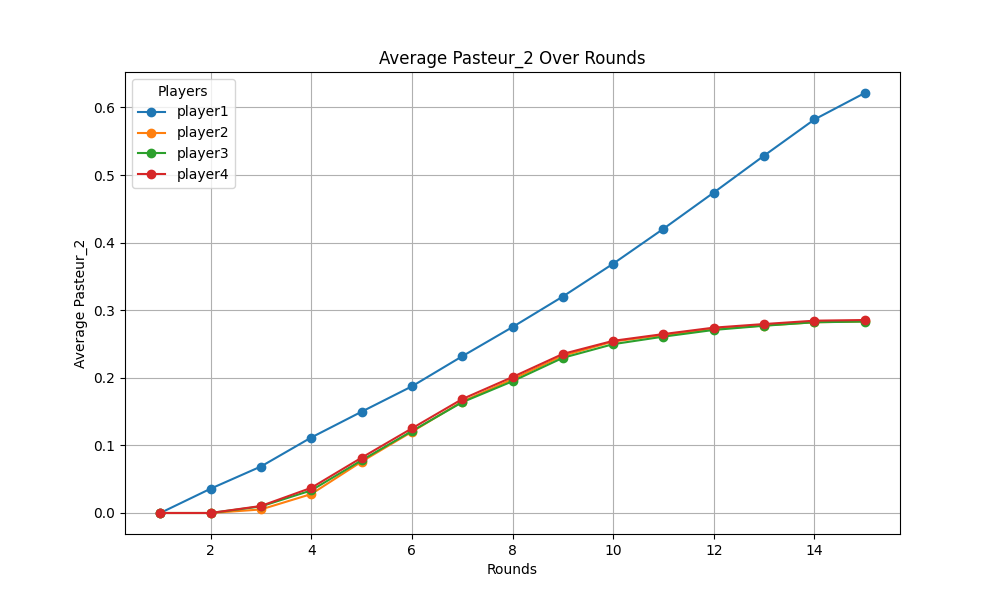 Average Pasteur_2 Over Rounds
Players
player1
player2
player3
player4
Average Pasteur_2
0.6
0.5
0.4
0.3
0.2
0.1
0.0
2 4 6 8 10 12 14
Rounds